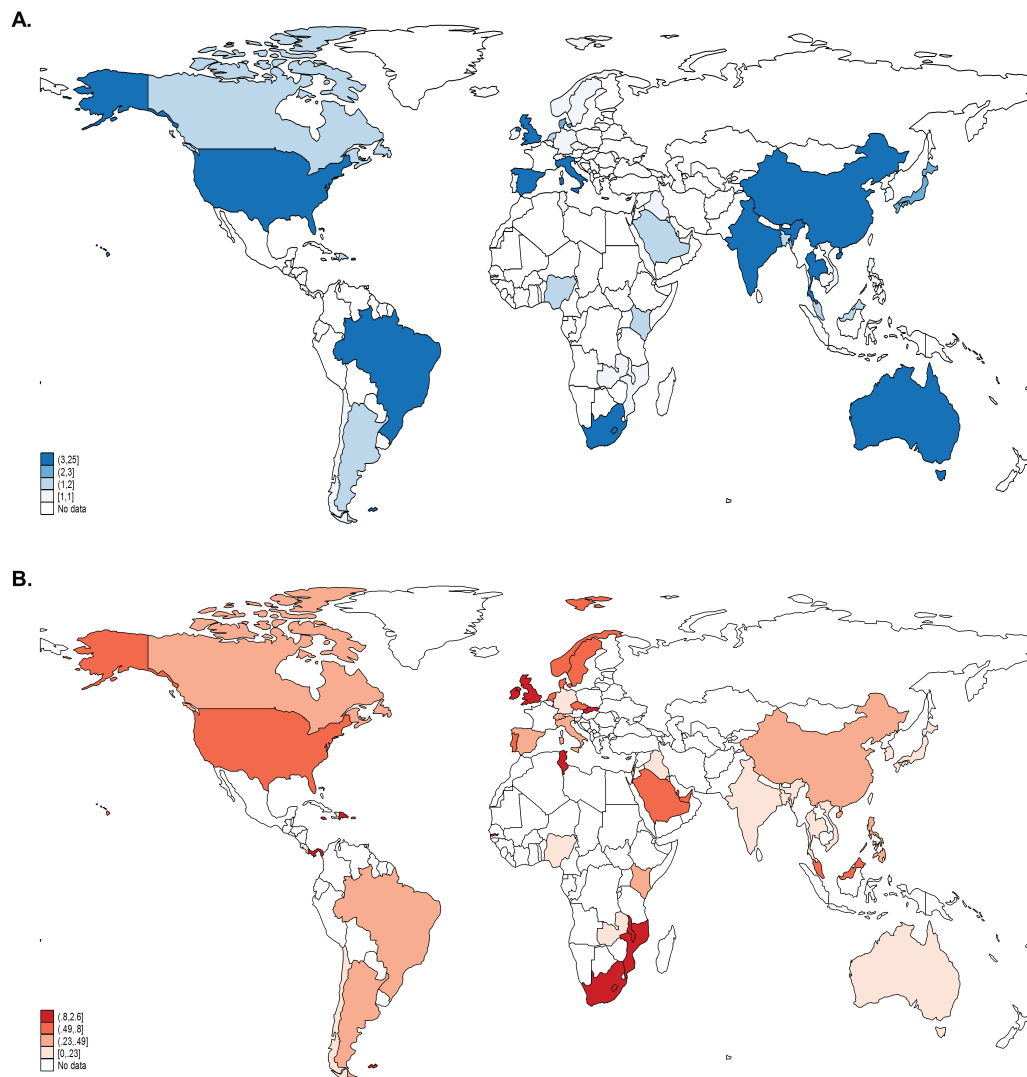 A.
(3,25]
(2,3]
(1,2]
[1,1]
No data
B.
(.8,2.6]
(.49,.8]
(.23,.49]
[0,.23]
No data